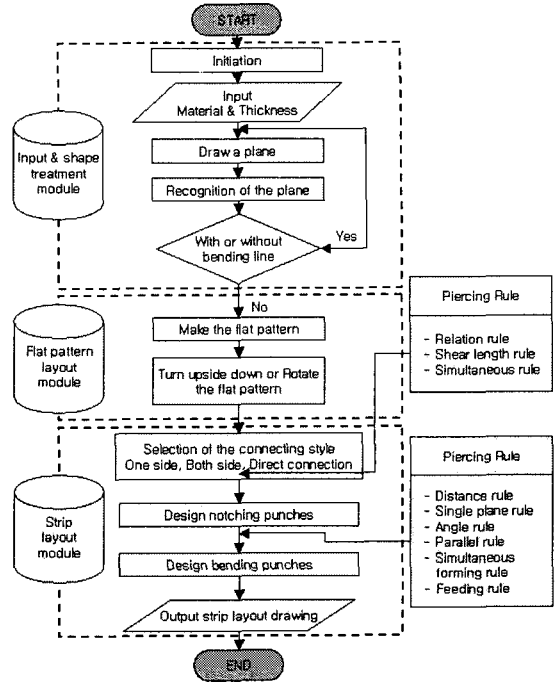 START
Initiation
Input
Material & Thickness
Draw a plane
Input & shape
treatment
module
Recognition of the plane
With or without
bending line
Yes
No
Make the flat pattern
Flat pattern
layout
module
Turn upside down or Rotate
the flat pattern
Piercing Rule
- Relation rule
- Shear length rule
- Simultaneous rule
Selection of the connecting style
One side, Both side, Direct connection
Strip
layout
module
Design notching punches
Design bending punches
Output strip layout drawing
Piercing Rule
- Distance rule
- Single plane rule
- Angle rule
- Parallel rule
- Simultaneous
forming rule
- Feeding rule
END